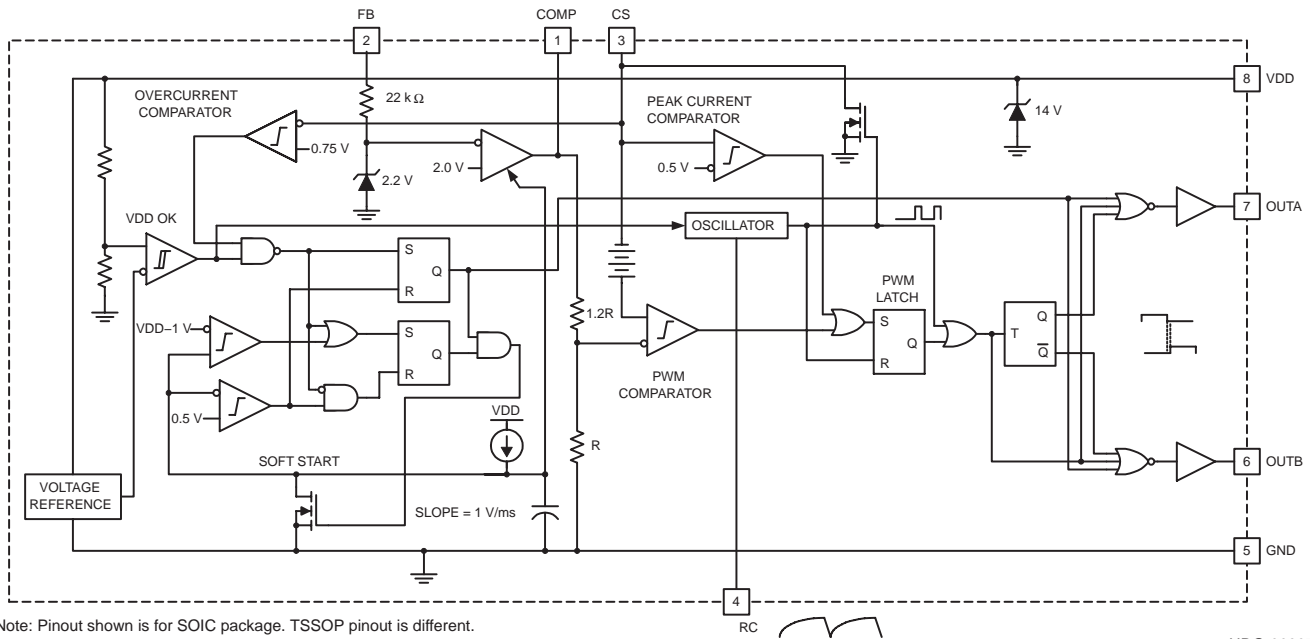 FB
COMP
CS
2
1
3
8
VDD
OVERCURRENT
COMPARATOR
22 k Ω
PEAK CURRENT
COMPARATOR
14 V
0.75 V
2.0 V
0.5 V
2.2 V
7
OUTA
VDD OK
OSCILLATOR
S
Q
R
PWM
LATCH
1.2R
VDD–1 V
S
Q
R
S
Q
R
T
Q
Q
PWM
COMPARATOR
0.5 V
VDD
R
SOFT START
6
OUTB
VOLTAGE
REFERENCE
SLOPE = 1 V/ms
5
GND
4
RC
Note: Pinout shown is for SOIC package. TSSOP pinout is different.